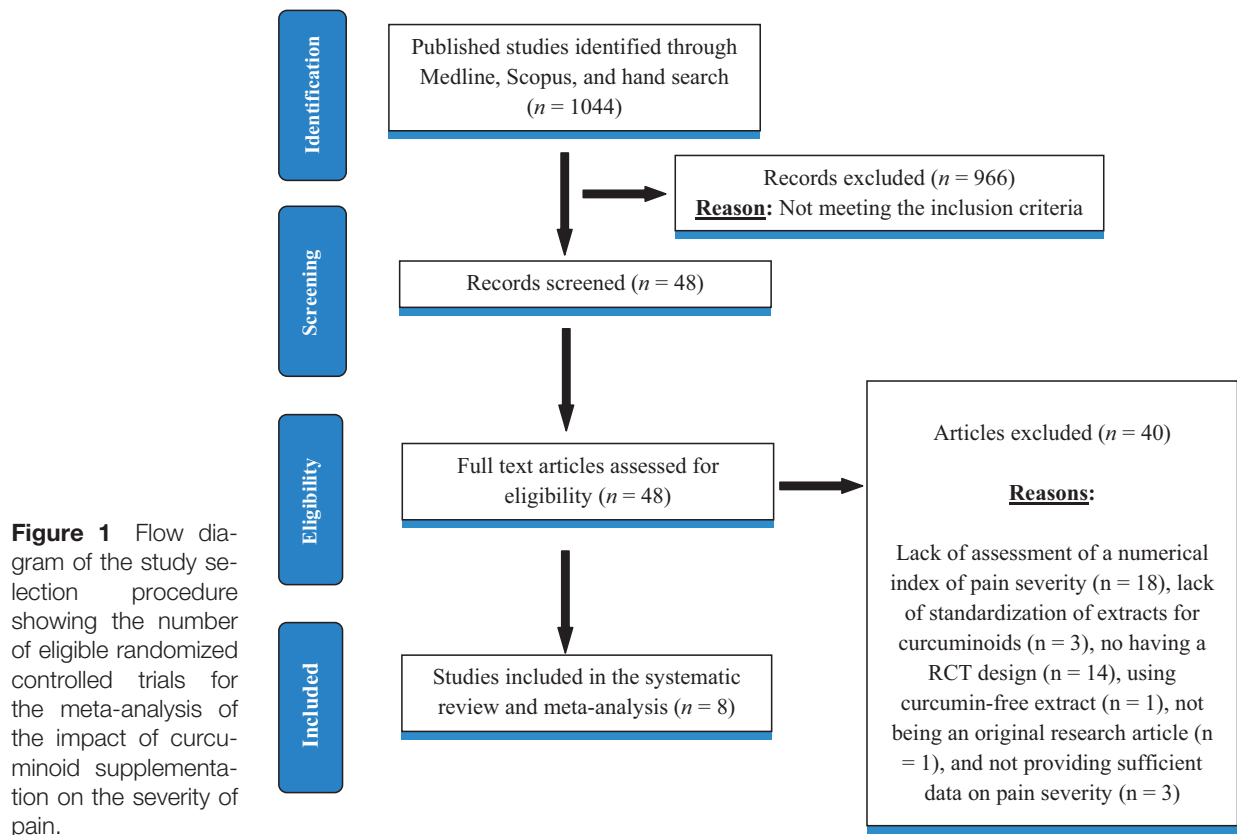 Identification
Published studies identified through
Medline, Scopus, and hand search
(n = 1044)
Records excluded (n = 966)
Reason: Not meeting the inclusion criteria
Screening
Records screened (n = 48)
Eligibility
Full text articles assessed for
eligibility (n = 48)
Articles excluded (n = 40)
Reasons:
Lack of assessment of a numerical
index of pain severity (n = 18), lack
of standardization of extracts for
curcuminoids (n = 3), no having a
RCT design (n = 14), using
curcumin-free extract (n = 1), not
being an original research article (n
= 1), and not providing sufficient
data on pain severity (n = 3)
Included
Studies included in the systematic
review and meta-analysis (n = 8)
Figure 1 Flow dia-
gram of the study se-
lection procedure
showing the number
of eligible randomized
controlled trials for
the meta-analysis of
the impact of curcu-
minoid supplementa-
tion on the severity of
pain.